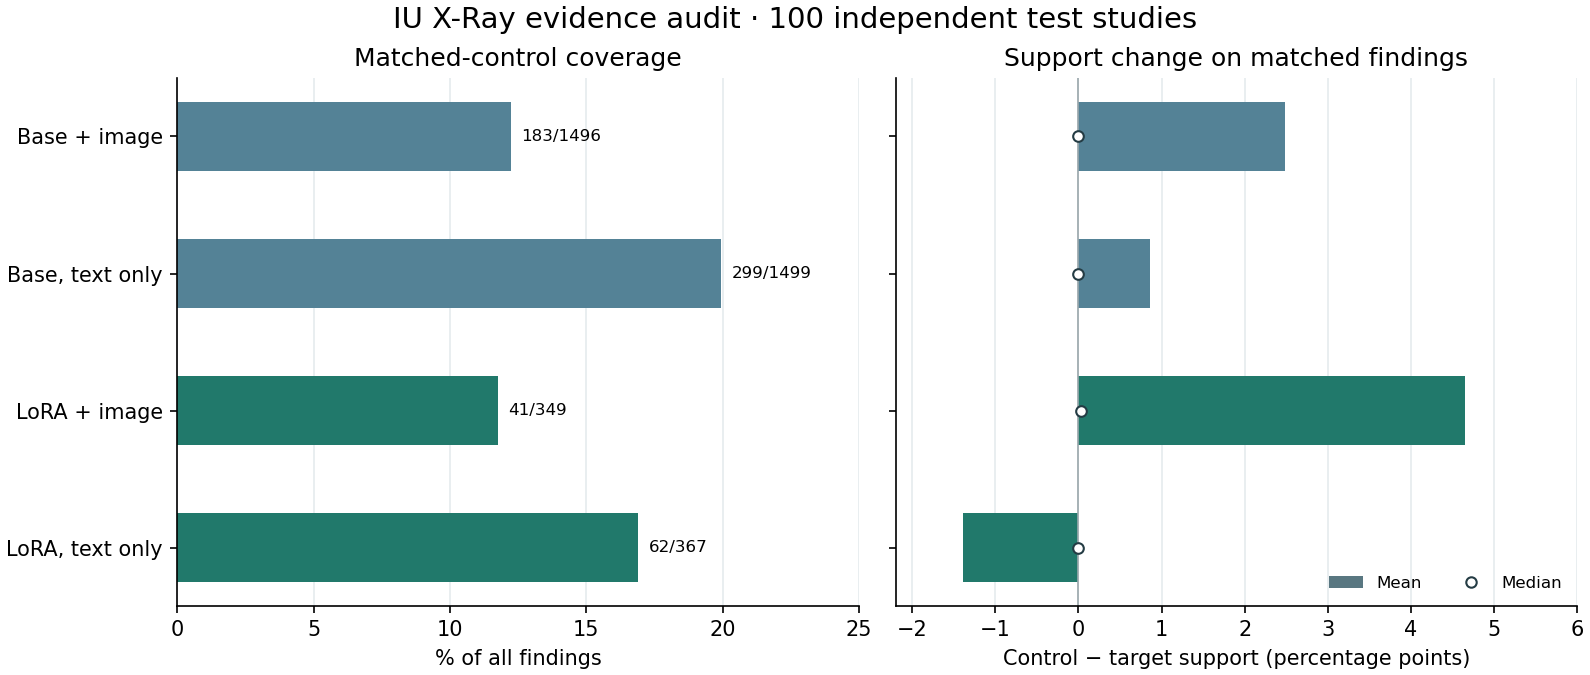 IU X-Ray evidence audit · 100 independent test studies
Matched-control coverage
Base + image
183/1496
Base, text only
299/1499
LoRA + image
41/349
LoRA, text only
62/367
0 5 10 15 20 25
% of all findings
Support change on matched findings
Mean Median
−2 −1 0 1 2 3 4 5 6
Control − target support (percentage points)